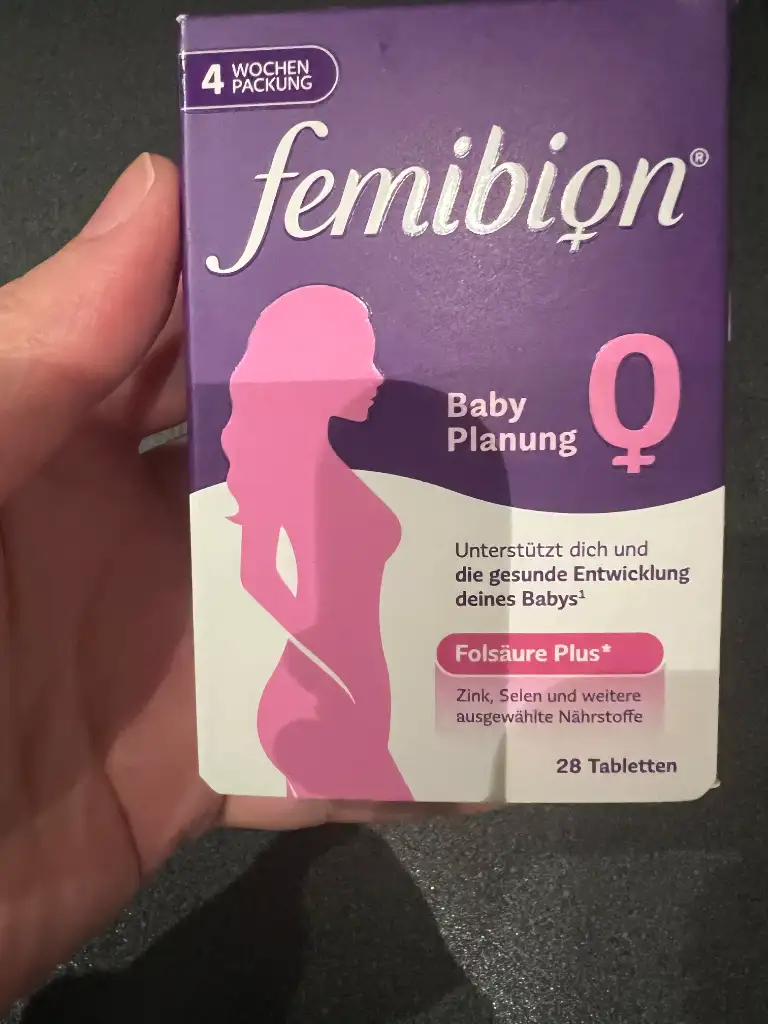 4 WOCHEN
PACKUNG
femibion®
Baby
Planung
0
Unterstützt dich und
die gesunde Entwicklung
deines Babys¹
Folsäure Plus*
Zink, Selen und weitere
ausgewählte Nährstoffe
28 Tabletten